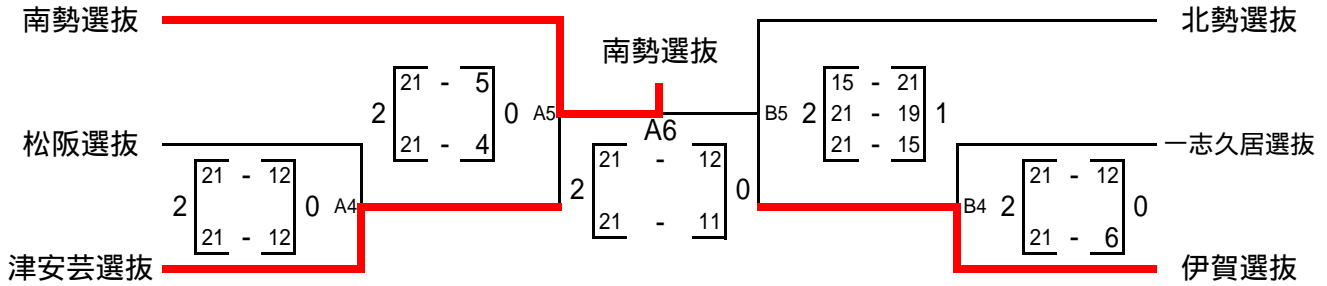 南勢選抜
北勢選抜
南勢選抜
21 - 5
2 0 A5
21 - 4
15 - 21
B5 2 21 - 19 1
21 - 15
A6
松阪選抜
一志久居選抜
21 - 12
2 0 A4
21 - 12
21 - 12
2 0
21 - 11
21 - 12
B4 2 0
21 - 6
津安芸選抜
伊賀選抜